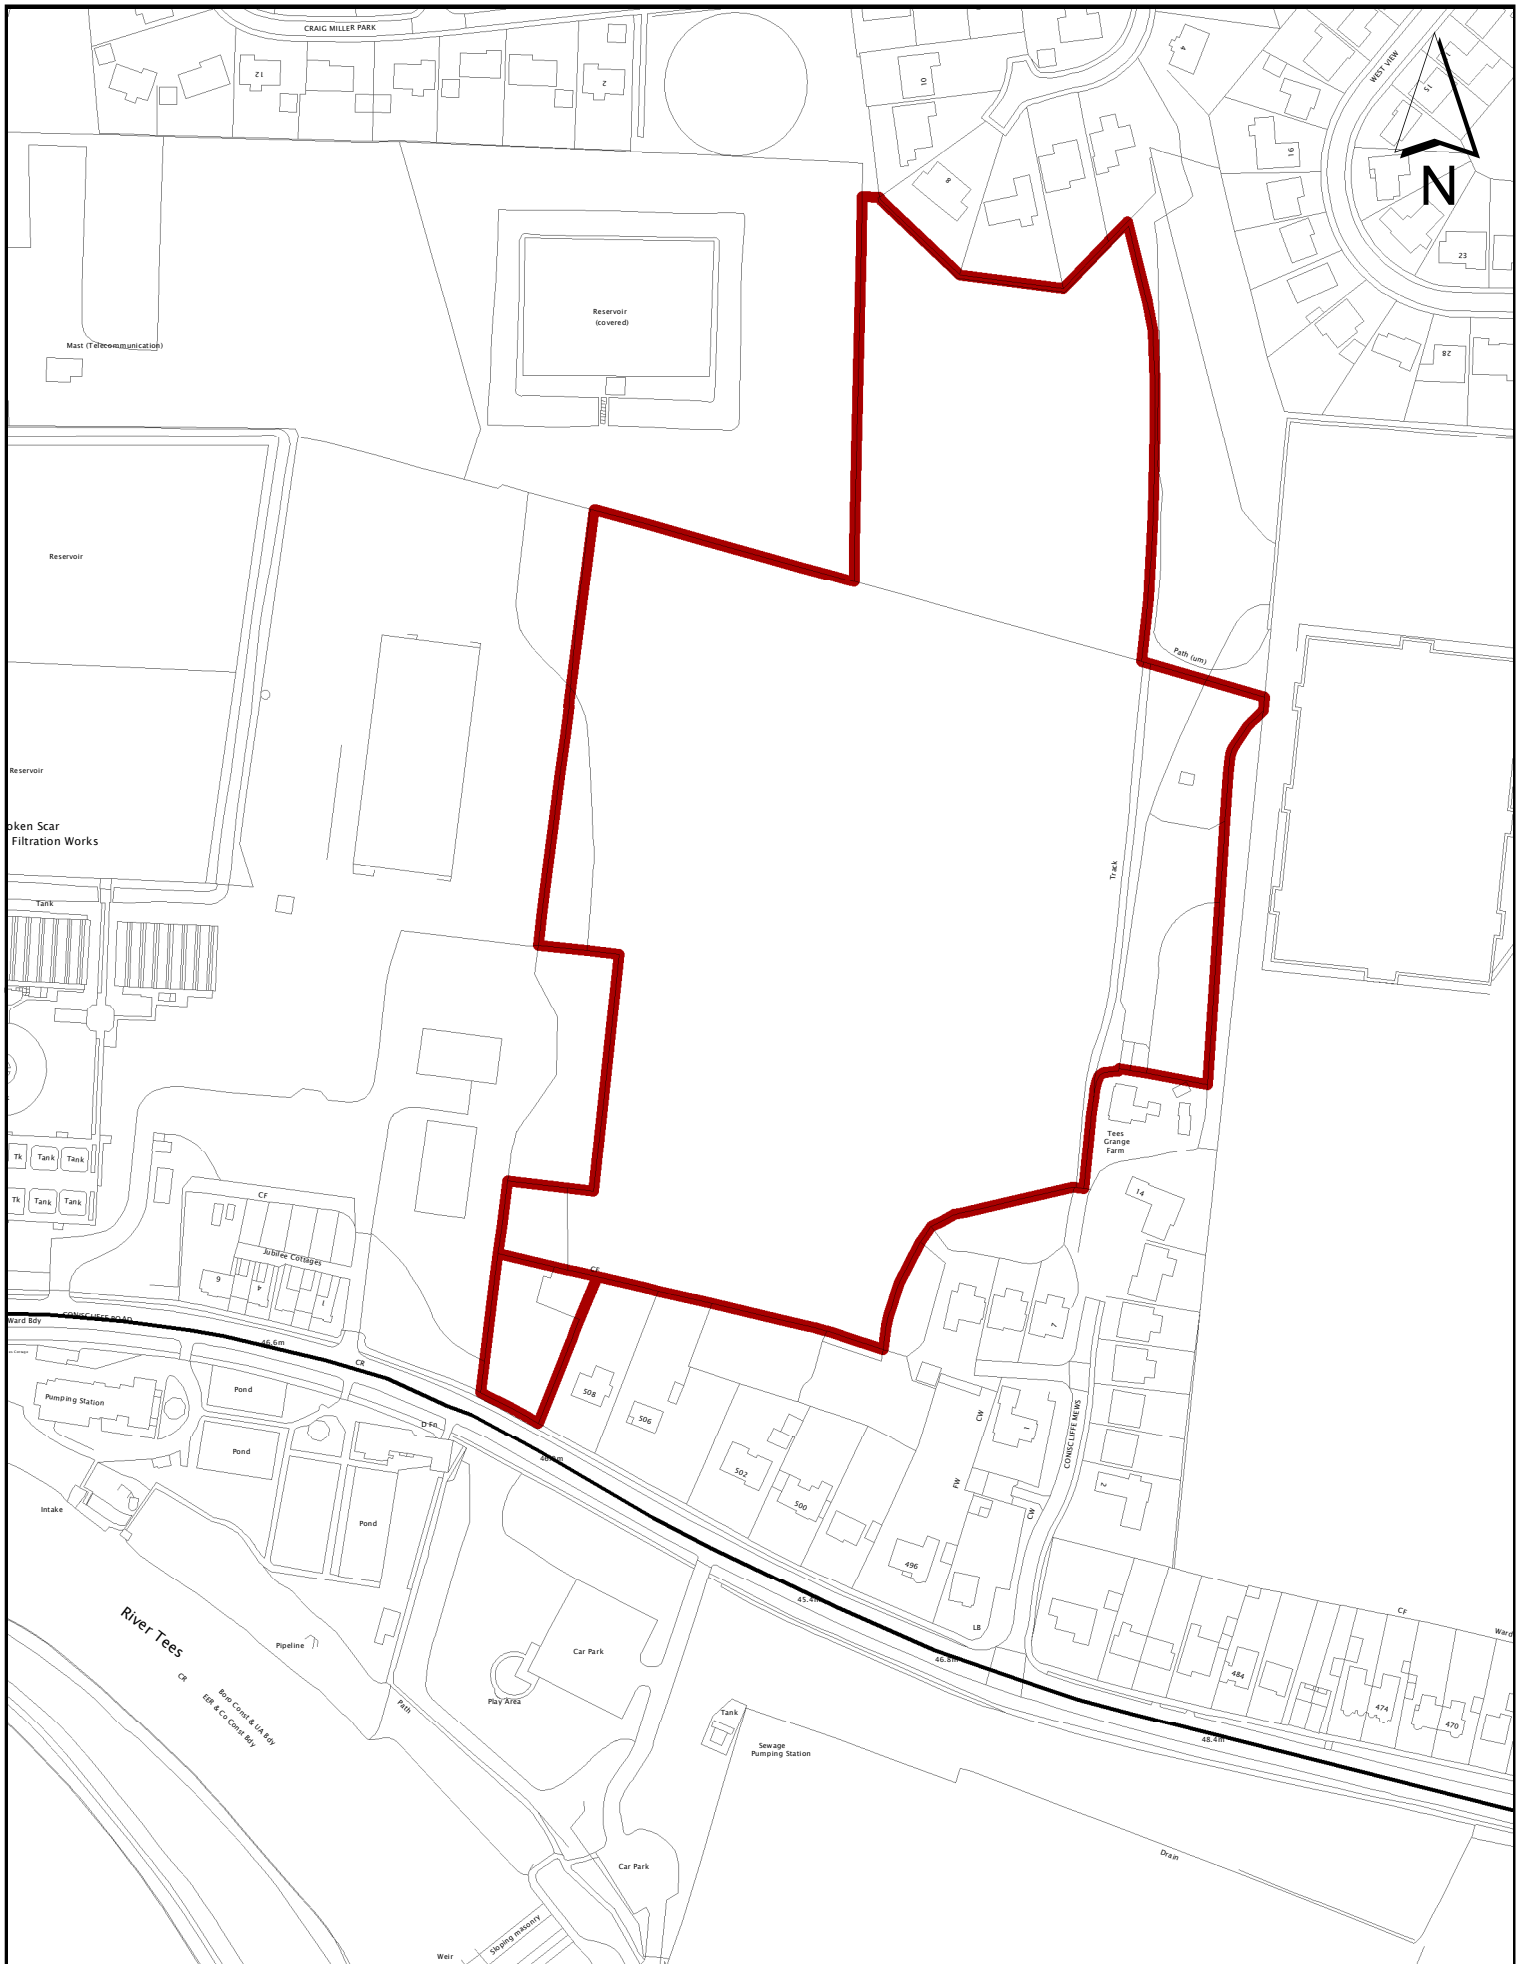 CRAIG MILLER PARK
12
2
10
4
WEST VIEW
15
16
8
N
23
28
Reservoir
(covered)
Mast (Telecommunication)
Reservoir
Path (um)
Reservoir
oken Scar
Filtration Works
Track
Tank
Tees
Grange
Farm
Tk
Tank
Tank
Tk
Tank
Tank
14
CF
Jubilee Cottages
9
4
1
CF
CONISCLIFFE ROAD
Ward Bdy
46.6m
CR
7
Pumping Station
Pond
508
506
D Fn
Pond
CW
1
CONISCLIFFE MEWS
502
500
FW
2
CW
Intake
Pond
496
45.4m
LB
River Tees
Pipeline
Car Park
46.8m
CF
Ward
484
474
470
CR
Boro Const & UA Bdy
EER & Co Const Bdy
Play Area
Path
Tank
Sewage
Pumping Station
48.4m
Drain
Car Park
Sloping masonry
Weir